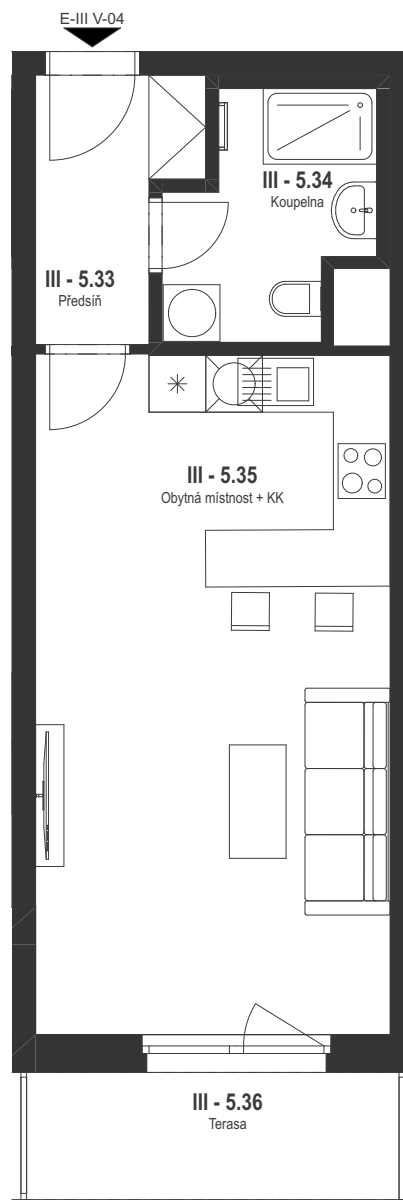 E-III V-04
III - 5.34
Koupelna
III - 5.33
Předsíň
III - 5.35
Obytná místnost + KK
III - 5.36
Terasa